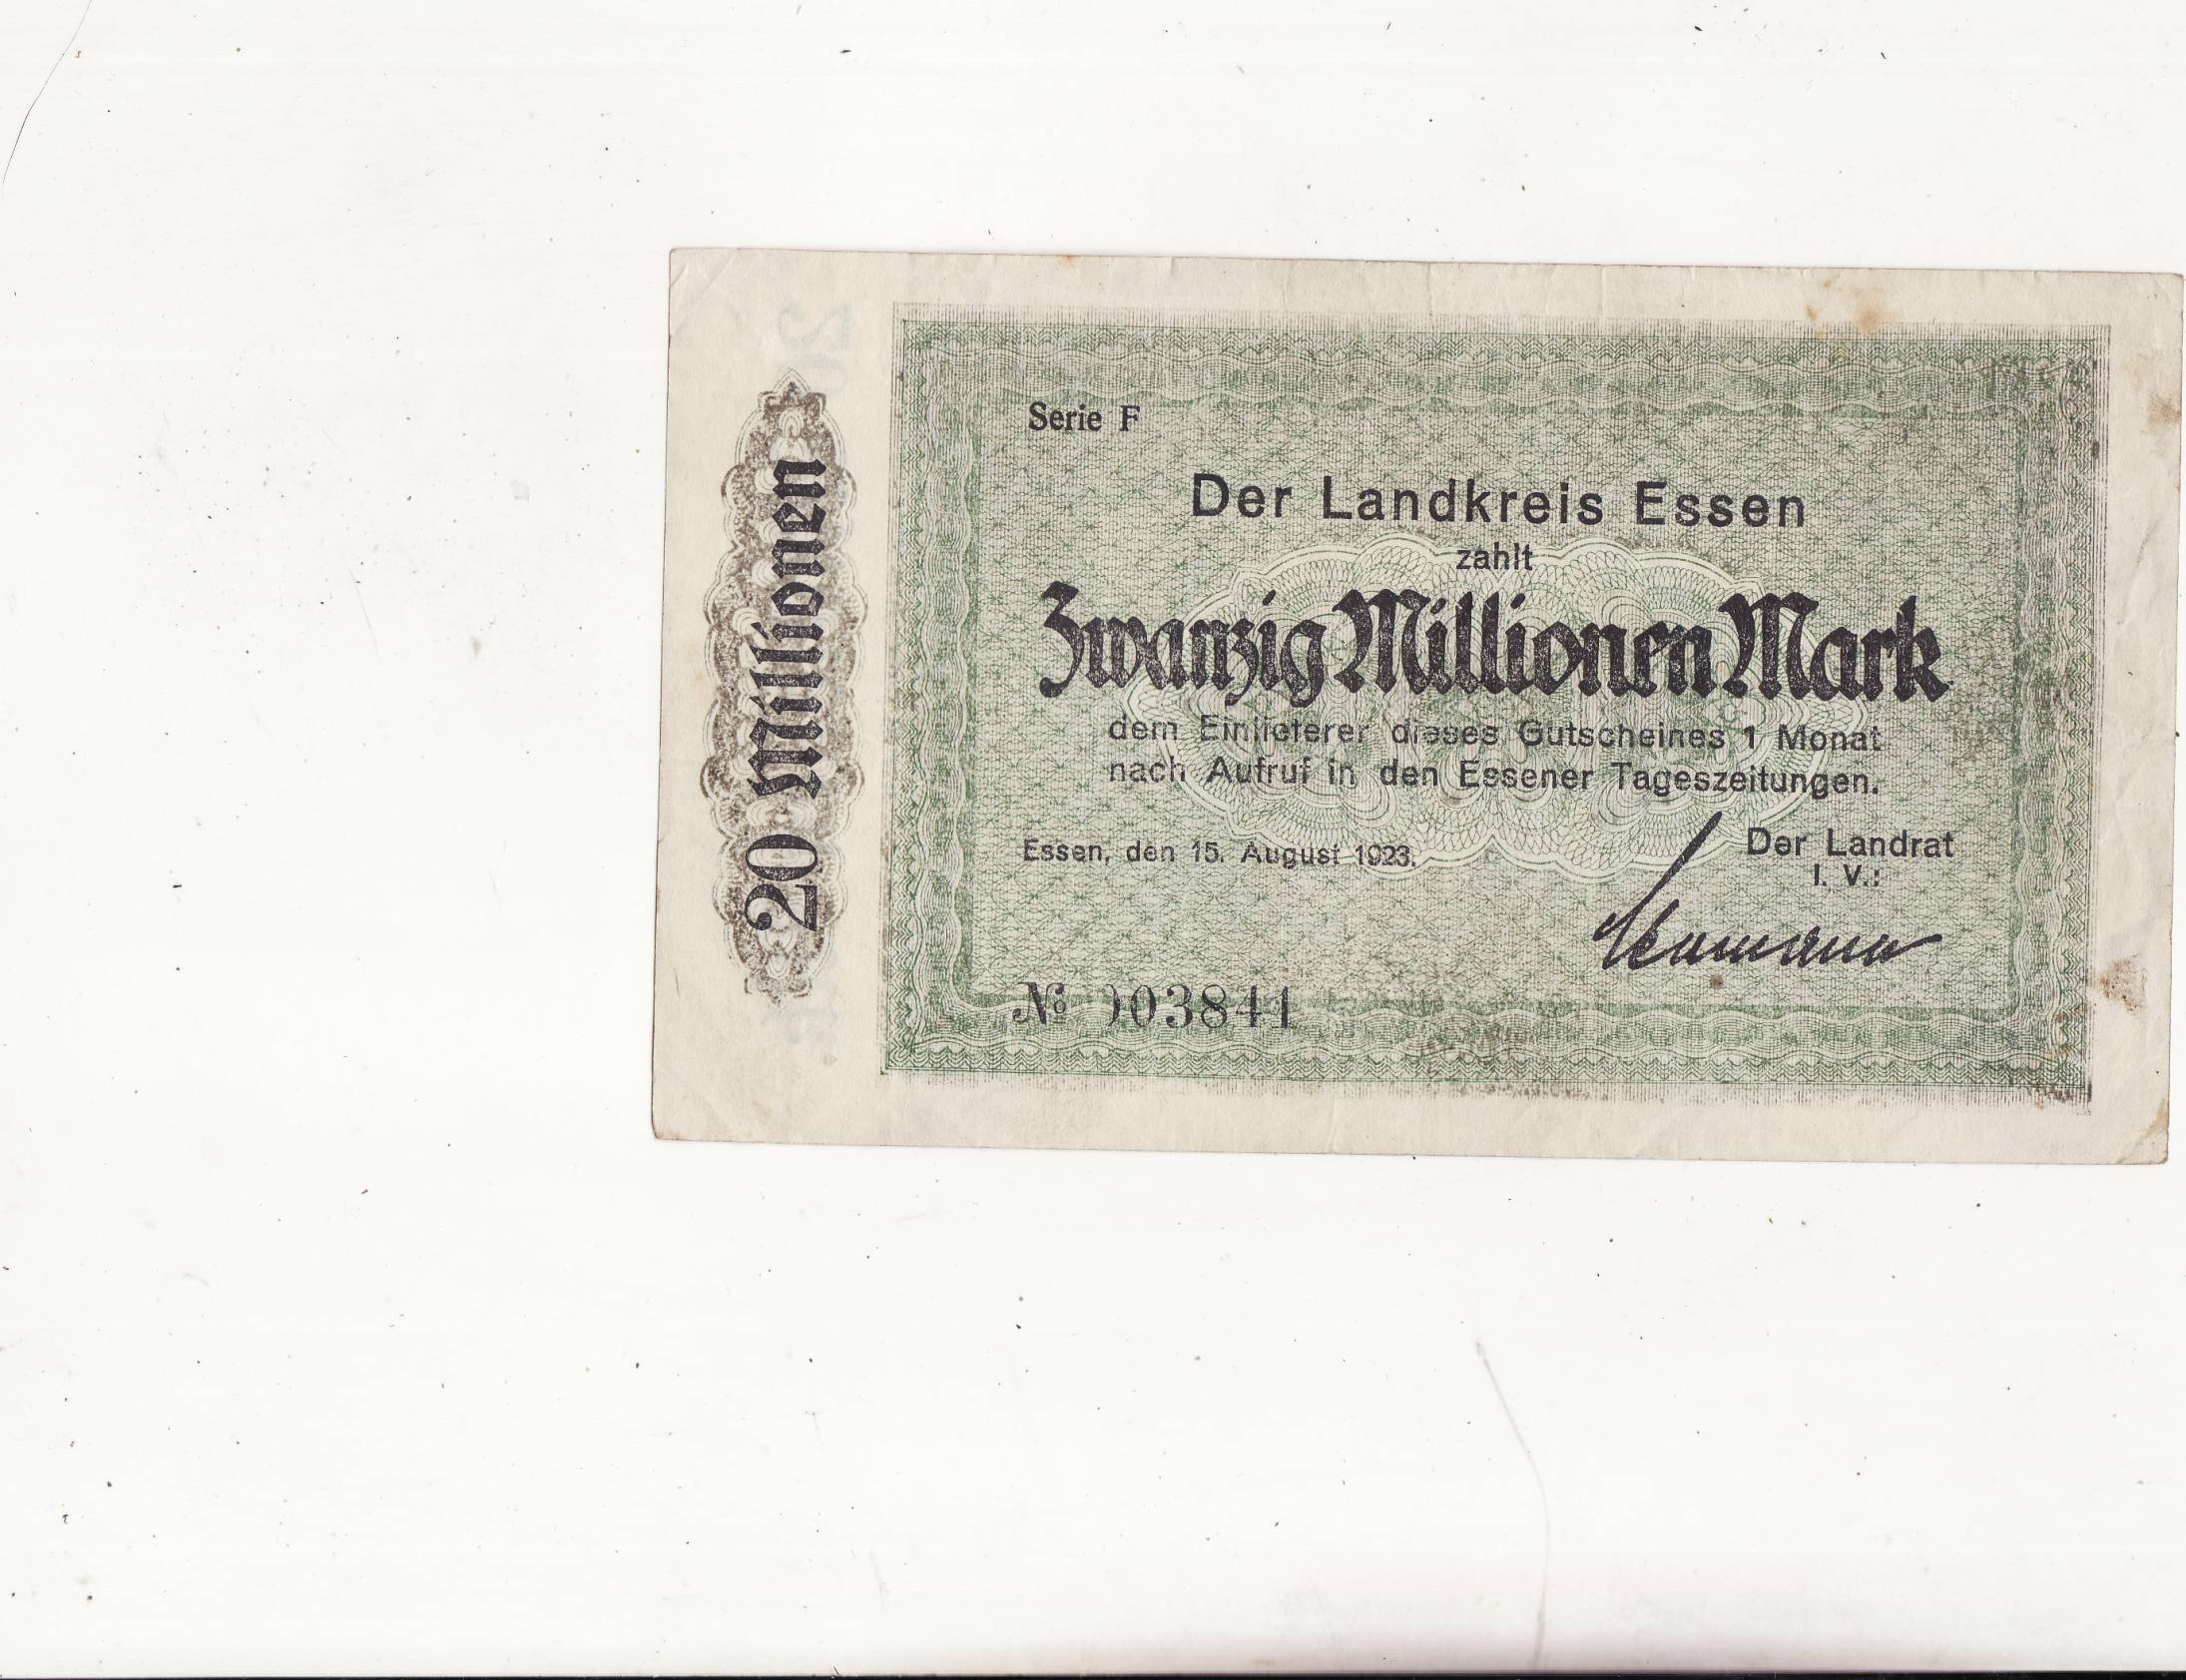 20 Millionen
Serie F
Der Landkreis Essen
zahlt
Zwanzig Millionen Mark
dem Einlieferer dieses Gutscheines 1 Monat
nach Aufruf in den Essener Tageszeitungen.
Essen, den 15. August 1923.
Der Landrat
I. V.:
№ 003841